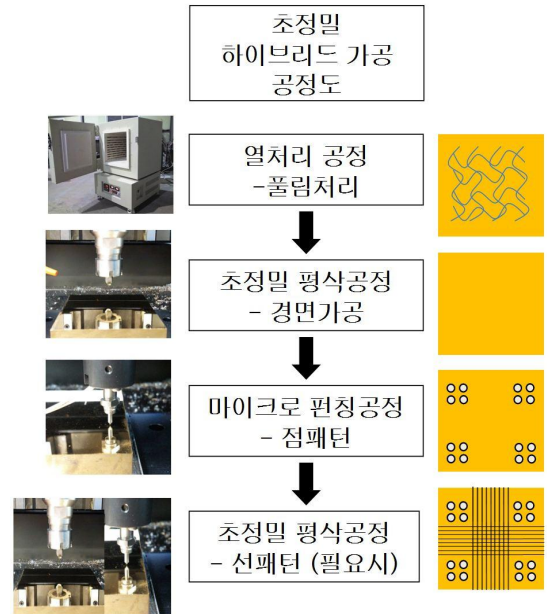 초정밀
하이브리드 가공
공정도
열처리 공정
-풀림처리
초정밀 평삭공정
- 경면가공
마이크로 펀칭공정
- 점패턴
초정밀 평삭공정
- 선패턴 (필요시)